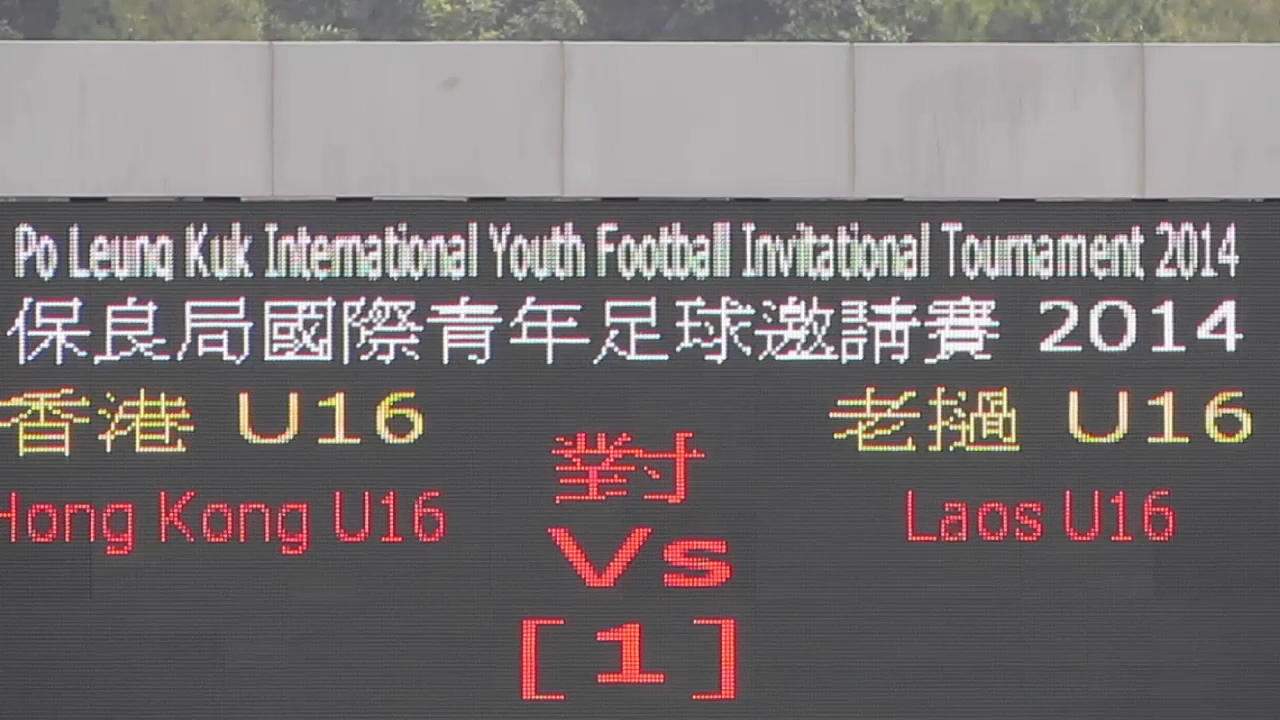 Po Leung Kuk International Youth Football Invitational Tournament 2014
保良局國際青年足球邀請賽 2014
香港 U16
老撾 U16
對
Hong Kong U16
Laos U16
Vs
[1]